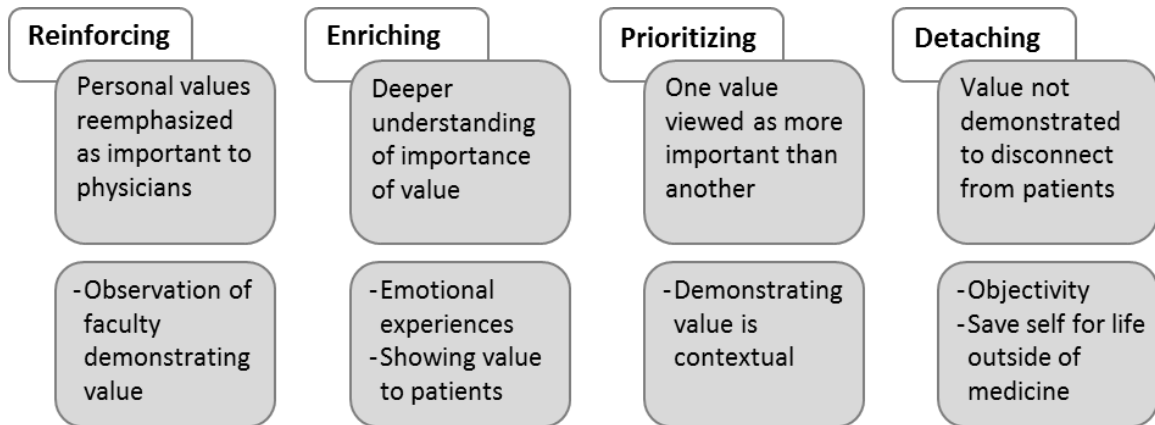 Reinforcing
Personal values
reemphasized
as important to
physicians
-Observation of
faculty
demonstrating
value
Enriching
Deeper
understanding
of importance
of value
-Emotional
experiences
-Showing value
to patients
Prioritizing
One value
viewed as more
important than
another
-Demonstrating
value is
contextual
Detaching
Value not
demonstrated
to disconnect
from patients
-Objectivity
-Save self for life
outside of
medicine